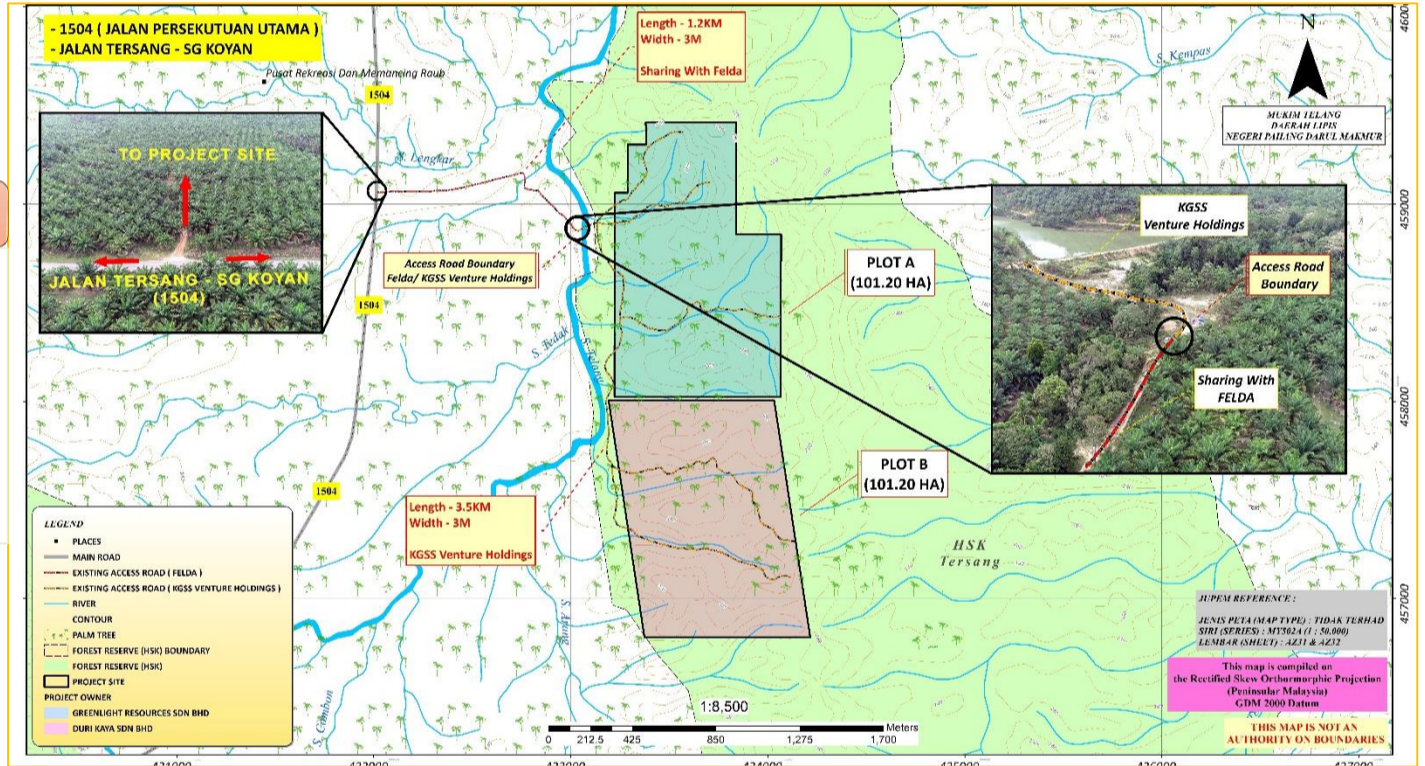 - 1504 ( JALAN PERSEKUTUAN UTAMA )
- JALAN TERSANG - SG KOYAN
Pusat Rekreasi Dan Memancing Raub
1504
Length - 1.2KM
Width - 3M
Sharing With Felda
S. Kempas
N
MUKIM TELANG
DAERAH LIPIS
NEGERI PAHANG DARUL MAKMUR
TO PROJECT SITE
JALAN TERSANG - SG KOYAN
(1504)
S. Lengkar
Access Road Boundary
Felda/ KGSS Venture Holdings
1504
S. Tedak
S. Telang
PLOT A
(101.20 HA)
KGSS
Venture Holdings
Access Road
Boundary
Sharing With
FELDA
459000
458000
457000
PLOT B
(101.20 HA)
1504
Length - 3.5KM
Width - 3M
KGSS Venture Holdings
HSK
Tersang
LEGEND
PLACES
MAIN ROAD
EXISTING ACCESS ROAD ( FELDA )
EXISTING ACCESS ROAD ( KGSS VENTURE HOLDINGS )
RIVER
CONTOUR
PALM TREE
FOREST RESERVE (HSK) BOUNDARY
FOREST RESERVE (HSK)
PROJECT SITE
PROJECT OWNER
GREENLIGHT RESOURCES SDN BHD
DURI KAYA SDN BHD
JUPEM REFERENCE :
JENIS PETA (MAP TYPE) : TIDAK TERHAD
SIRI (SERIES) : MY502A (1 : 50,000)
LEMBAR (SHEET) : AZ31 & AZ32
This map is compiled on
the Rectified Skew Orthormorphic Projection
(Peninsular Malaysia)
GDM 2000 Datum
THIS MAP IS NOT AN
AUTHORITY ON BOUNDARIES
1:8,500
Meters
0 212.5 425 850 1,275 1,700